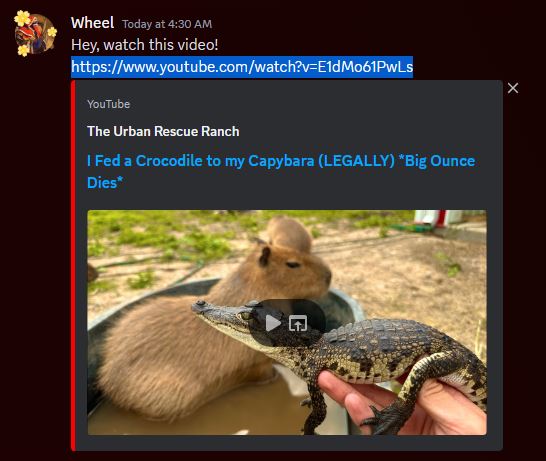 Wheel Today at 4:30 AM
Hey, watch this video!
https://www.youtube.com/watch?v=E1dMo61PwLs
YouTube
The Urban Rescue Ranch
I Fed a Crocodile to my Capybara (LEGALLY) *Big Ounce
Dies*